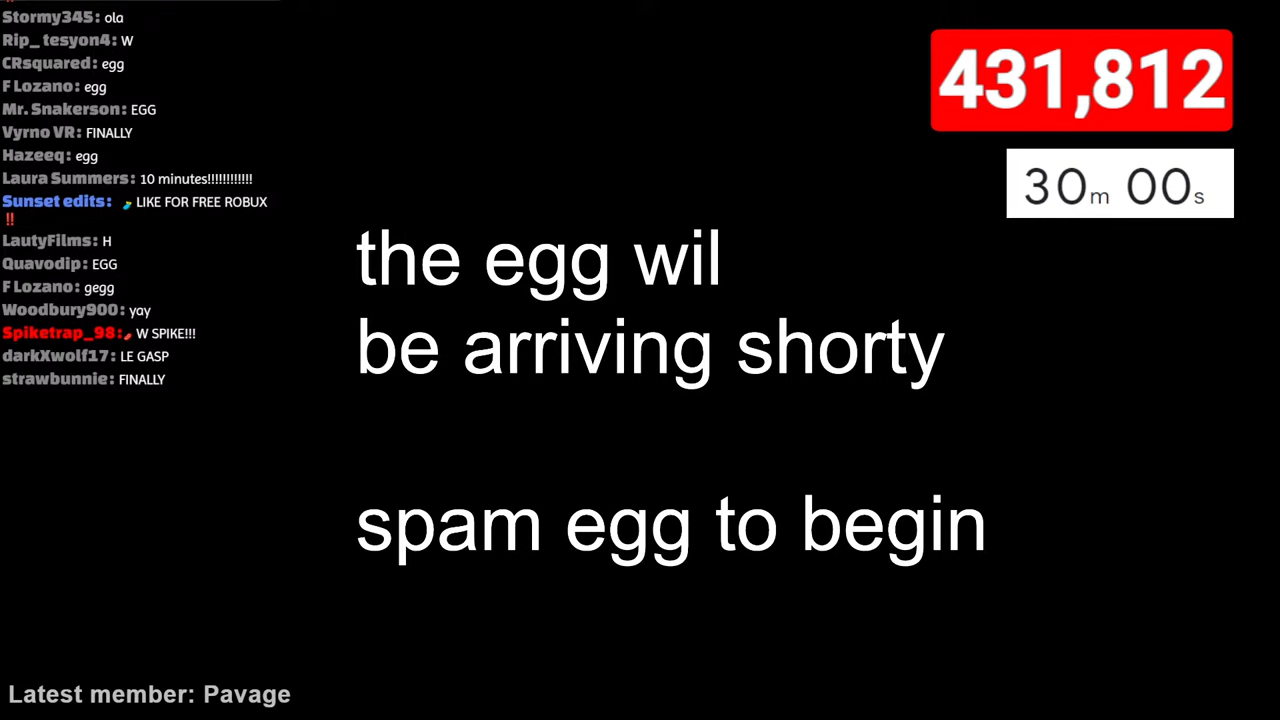 Stormy345: ola
Rip_ tesyon4: W
CRsquared: egg
F Lozano: egg
Mr. Snakerson: EGG
Vyrno VR: FINALLY
Hazeeq: egg
Laura Summers: 10 minutes!!!!!!!!!!!!
Sunset edits: LIKE FOR FREE ROBUX
‼
LautyFilms: H
Quavodip: EGG
F Lozano: gegg
Woodbury900: yay
Spiketrap_98: W SPIKE!!!
darkXwolf17: LE GASP
strawbunnie: FINALLY
431,812
30m 00s
the egg wil
be arriving shorty
spam egg to begin
Latest member: Pavage